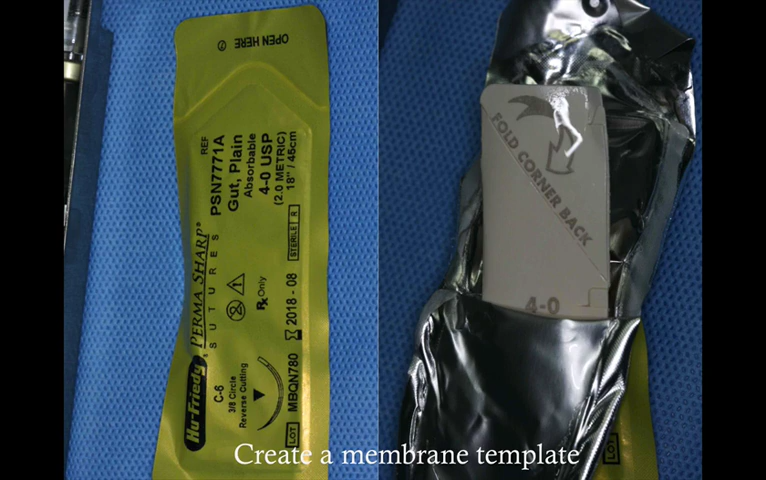 OPEN HERE
REF
PSN7771A
Gut, Plain
Absorbable
4-0 USP
(2.0 METRIC)
18" / 45cm
STERILE R
PERMA SHARP®
SUTURES
2
Rx Only
2018 - 08
Hu-Friedy®
C-6
3/8 Circle
Reverse Cutting
LOT
MBQN780
FOLD CORNER BACK
4-0
LOT
Create a membrane template